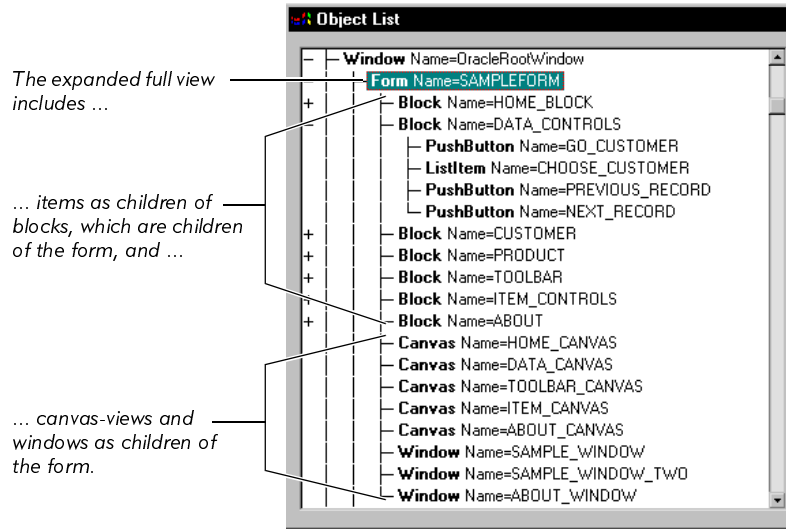 Object List
Window Name=OracleRootWindow
Form Name=SAMPLEFORM
Block Name=HOME_BLOCK
Block Name=DATA_CONTROLS
PushButton Name=GO_CUSTOMER
ListItem Name=CHOOSE_CUSTOMER
PushButton Name=PREVIOUS_RECORD
PushButton Name=NEXT_RECORD
Block Name=CUSTOMER
Block Name=PRODUCT
Block Name=TOOLBAR
Block Name=ITEM_CONTROLS
Block Name=ABOUT
Canvas Name=HOME_CANVAS
Canvas Name=DATA_CANVAS
Canvas Name=TOOLBAR_CANVAS
Canvas Name=ITEM_CANVAS
Canvas Name=ABOUT_CANVAS
Window Name=SAMPLE_WINDOW
Window Name=SAMPLE_WINDOW_TWO
Window Name=ABOUT_WINDOW
The expanded full view
includes …
… items as children of
blocks, which are children
of the form, and …
… canvas-views and
windows as children of
the form.